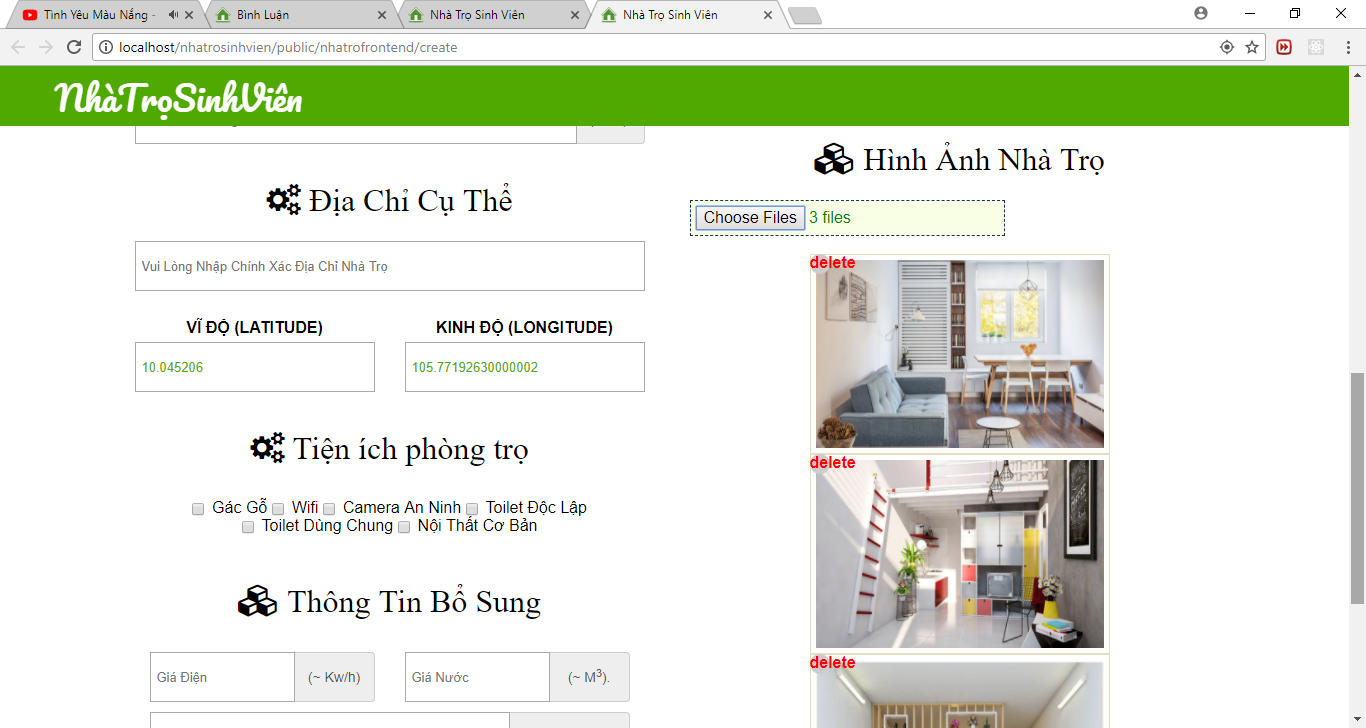 Tình Yêu Màu Nắng -
Bình Luận
Nhà Trọ Sinh Viên
Nhà Trọ Sinh Viên
localhost/nhatrosinhvien/public/nhatrofrontend/create
NhàTrọSinhViên
Địa Chỉ Cụ Thể
Vui Lòng Nhập Chính Xác Địa Chỉ Nhà Trọ
VĨ ĐỘ (LATITUDE)
KINH ĐỘ (LONGITUDE)
10.045206
105.77192630000002
Tiện ích phòng trọ
Gác Gỗ Wifi Camera An Ninh Toilet Độc Lập
Toilet Dùng Chung Nội Thất Cơ Bản
Thông Tin Bổ Sung
Giá Điện
(~ Kw/h)
Giá Nước
(~ M³).
Hình Ảnh Nhà Trọ
Choose Files 3 files
delete
delete
delete